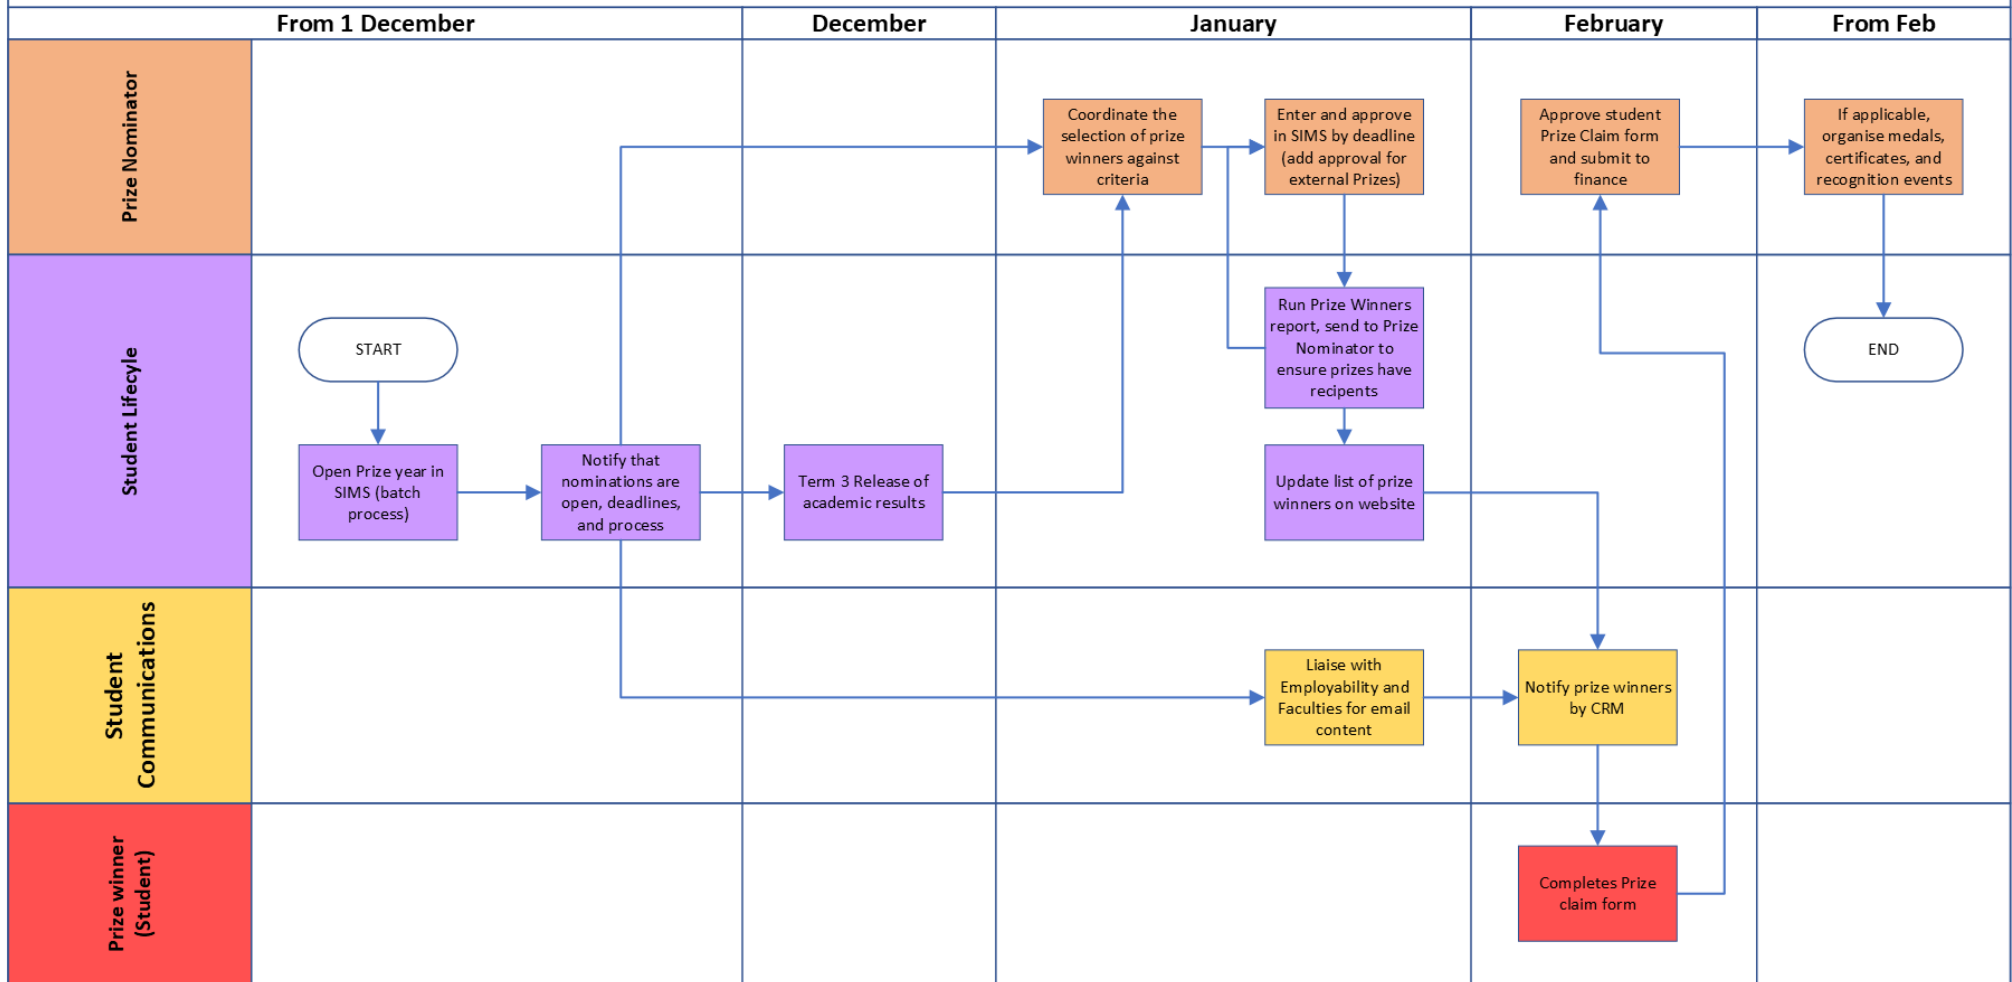 From 1 December
December
January
February
From Feb
Prize Nominator
Coordinate the
selection of prize
winners against
criteria
Enter and approve
in SIMS by deadline
(add approval for
external Prizes)
Approve student
Prize Claim form
and submit to
finance
If applicable,
organise medals,
certificates, and
recognition events
Student Lifecyle
START
Open Prize year in
SIMS (batch
process)
Notify that
nominations are
open, deadlines,
and process
Term 3 Release of
academic results
Run Prize Winners
report, send to Prize
Nominator to
ensure prizes have
recipents
Update list of prize
winners on website
END
Student
Communications
Liaise with
Employability and
Faculties for email
content
Notify prize winners
by CRM
Prize winner
(Student)
Completes Prize
claim form